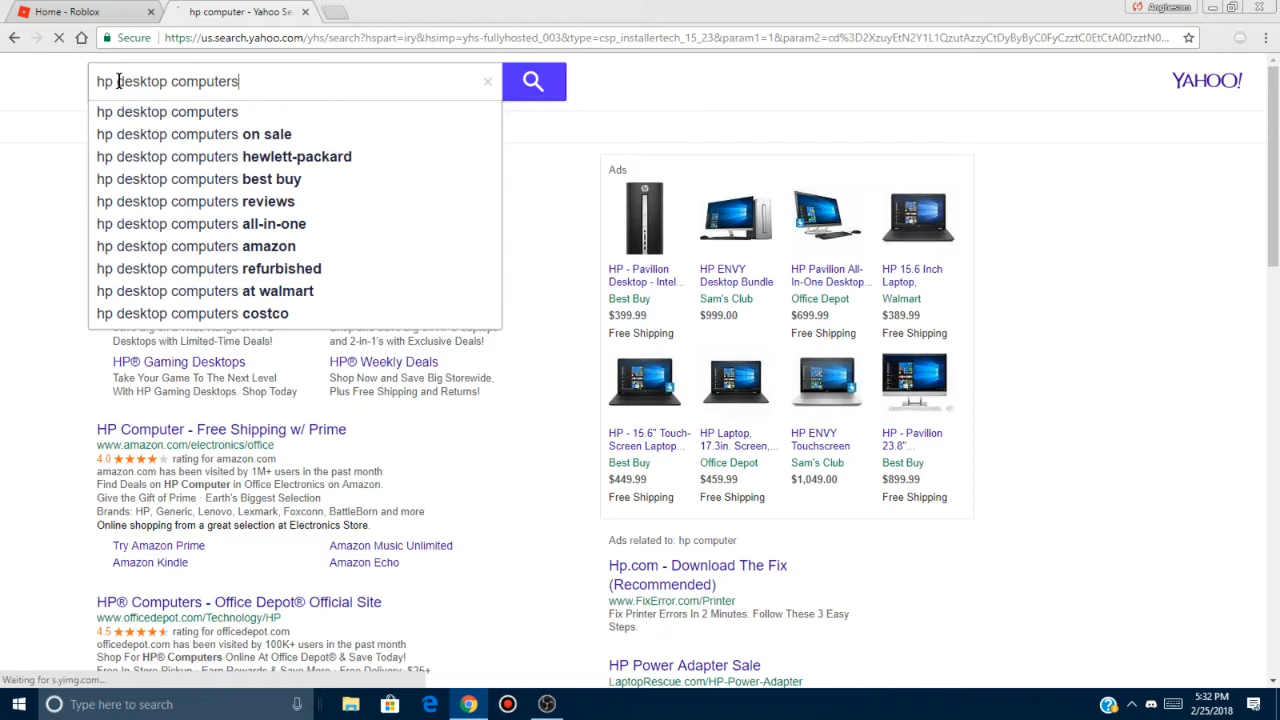 Home - Roblox
hp computer - Yahoo Se
Angheson
Secure
https://us.search.yahoo.com/yhs/search?hspart=iry&hsimp=yhs-fullyhosted_003&type=csp_installertech_15_23&param1=1&param2=cd%3D2XzuyEtN2Y1L1QzutAzzyCtDyByByC0FyCzztC0EtCtA0DzztN0...
hp desktop computers
YAHOO!
hp desktop computers
hp desktop computers on sale
hp desktop computers hewlett-packard
hp desktop computers best buy
hp desktop computers reviews
hp desktop computers all-in-one
hp desktop computers amazon
hp desktop computers refurbished
hp desktop computers at walmart
hp desktop computers costco
Desktops with Limited-Time Deals!
and 2-in-1's with Exclusive Deals!
HP® Gaming Desktops
HP® Weekly Deals
Take Your Game To The Next Level
Shop Now and Save Big Storewide,
With HP Gaming Desktops. Shop Today
Plus Free Shipping and Returns!
HP Computer - Free Shipping w/ Prime
www.amazon.com/electronics/office
4.0 rating for amazon.com
amazon.com has been visited by 1M+ users in the past month
Find Deals on HP Computer in Office Electronics on Amazon.
Give the Gift of Prime · Earth's Biggest Selection
Brands: HP, Generic, Lenovo, Lexmark, Foxconn, BattleBorn and more
Online shopping from a great selection at Electronics Store.
Try Amazon Prime
Amazon Music Unlimited
Amazon Kindle
Amazon Echo
HP® Computers - Office Depot® Official Site
www.officedepot.com/Technology/HP
4.5 rating for officedepot.com
officedepot.com has been visited by 100K+ users in the past month
Shop For HP® Computers Online At Office Depot® & Save Today!
Free In-Store Pickup - Earn Rewards & Save More - Free Delivery: $25+
Ads
HP - Pavilion
Desktop - Intel...
Best Buy
$399.99
Free Shipping
HP ENVY
Desktop Bundle
Sam's Club
$999.00
HP Pavilion All-
In-One Desktop...
Office Depot
$699.99
Free Shipping
HP 15.6 Inch
Laptop,
Walmart
$389.99
Free Shipping
HP - 15.6" Touch-
Screen Laptop...
Best Buy
$449.99
Free Shipping
HP Laptop,
17.3in. Screen,...
Office Depot
$459.99
Free Shipping
HP ENVY
Touchscreen
Sam's Club
$1,049.00
HP - Pavilion
23.8"...
Best Buy
$899.99
Free Shipping
Ads related to: hp computer
Hp.com - Download The Fix
(Recommended)
www.FixError.com/Printer
Fix Printer Errors In 2 Minutes. Follow These 3 Easy
Steps.
HP Power Adapter Sale
LaptopRescue.com/HP-Power-Adapter
Waiting for s.yimg.com...
Type here to search
5:32 PM
2/25/2018